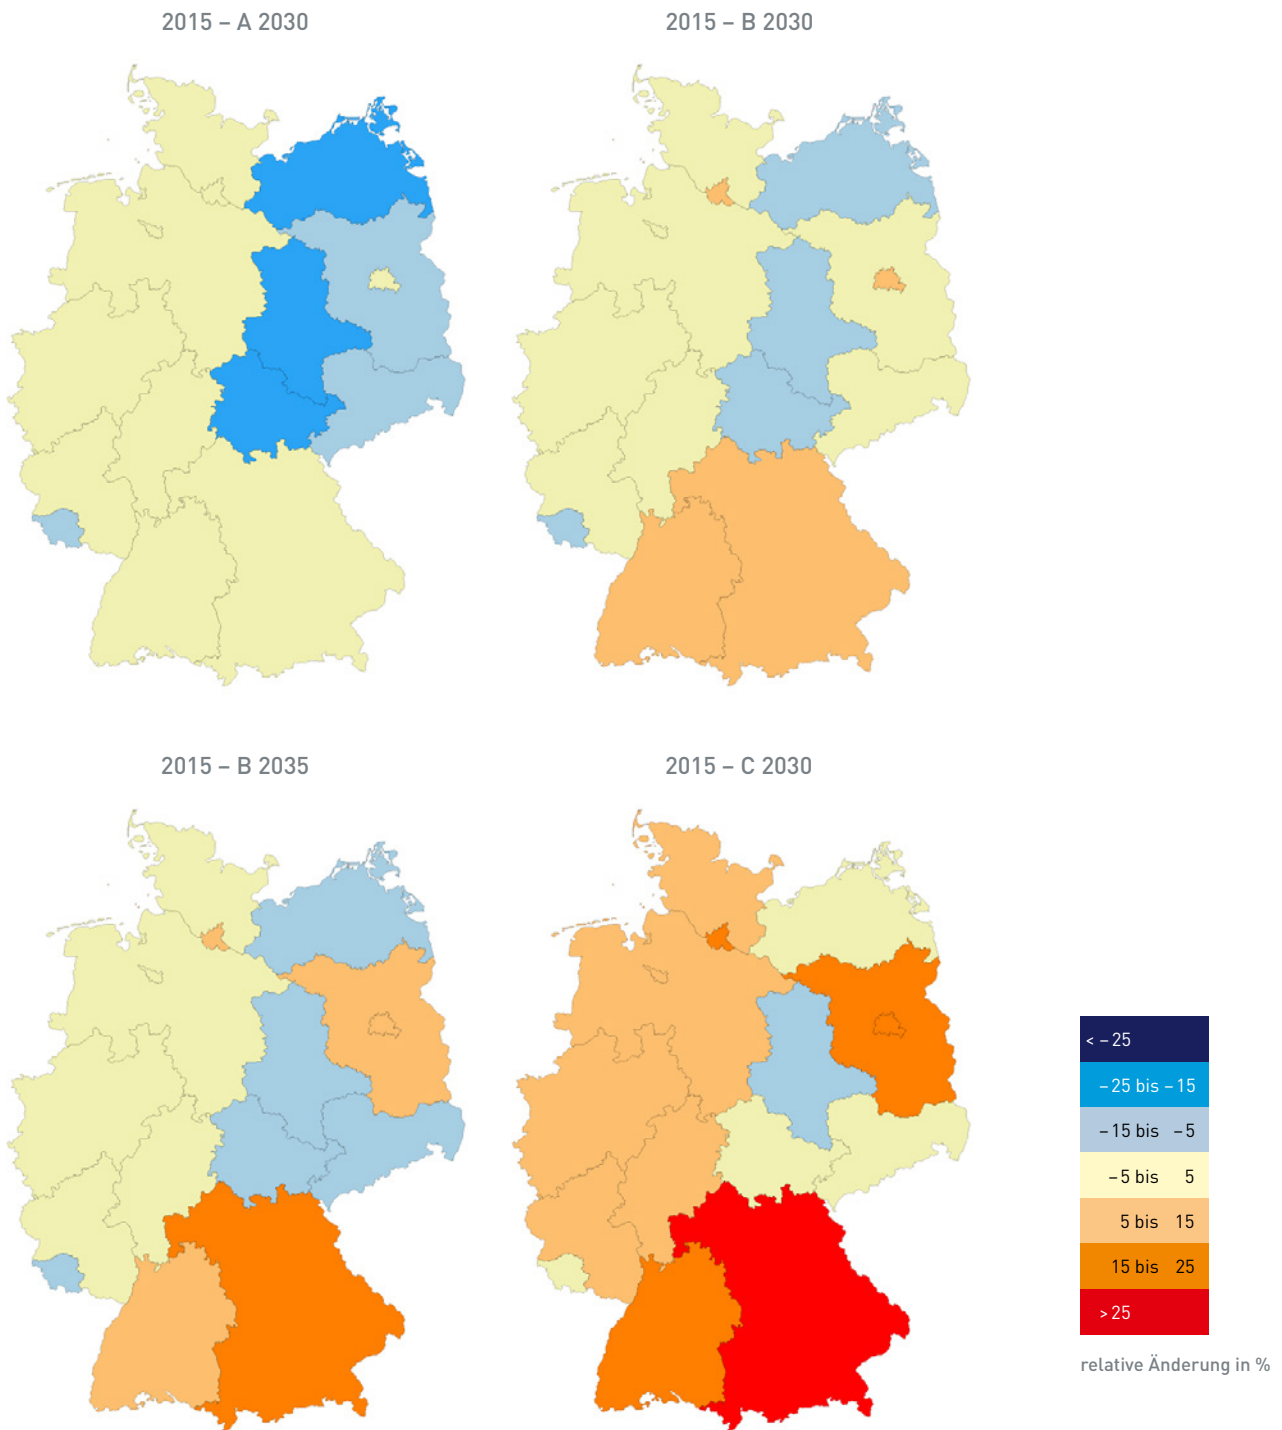 2015 – A 2030
2015 – B 2030
2015 – B 2035
2015 – C 2030
< – 25
– 25 bis – 15
– 15 bis – 5
– 5 bis 5
5 bis 15
15 bis 25
> 25
relative Änderung in %